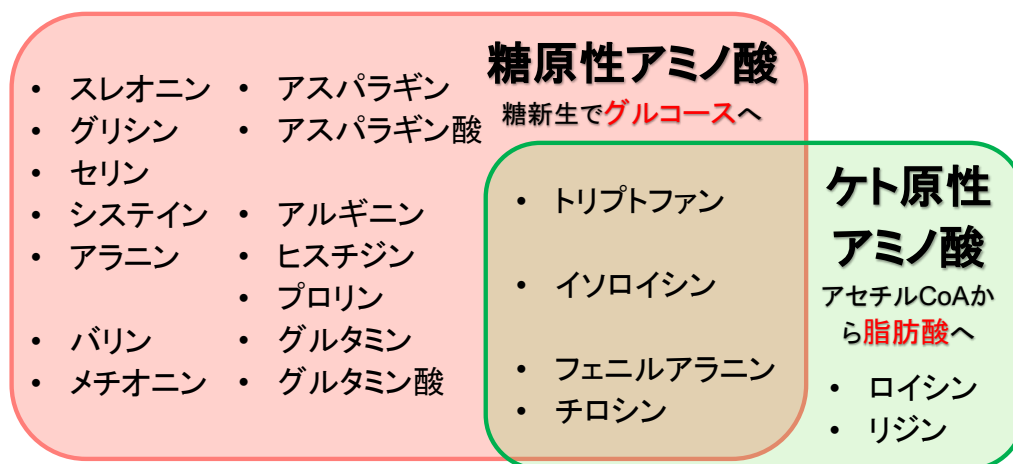 糖原性アミノ酸
糖新生でグルコースへ
• スレオニン
• グリシン
• セリン
• システイン
• アラニン
• バリン
• メチオニン
• アスパラギン
• アスパラギン酸
• アルギニン
• ヒスチジン
• プロリン
• グルタミン
• グルタミン酸
• トリプトファン
• イソロイシン
• フェニルアラニン
• チロシン
ケト原性
アミノ酸
アセチルCoAか
ら脂肪酸へ
• ロイシン
• リジン